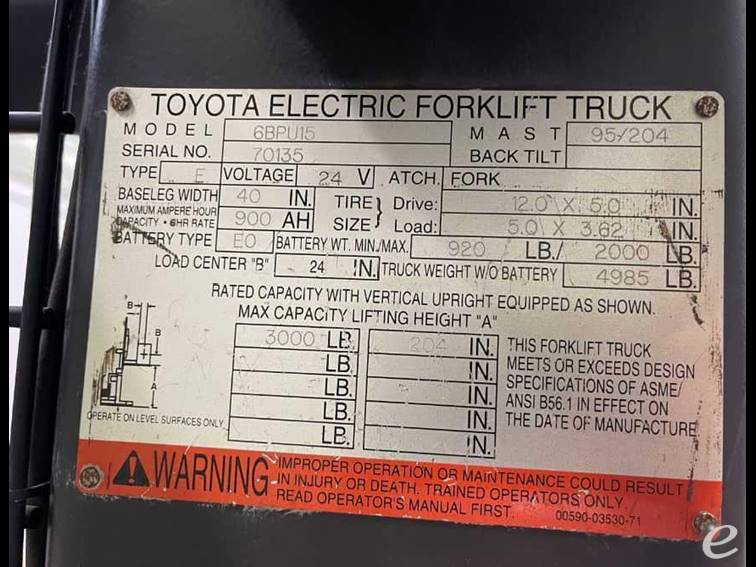 TOYOTA ELECTRIC FORKLIFT TRUCK
MODEL 6BPU15 MAST 95/204
SERIAL NO. 70135 BACK TILT
TYPE E VOLTAGE 24 V ATCH. FORK
BASELEG WIDTH 40 IN. TIRE SIZE Drive: 12.0 X 5.0 IN.
MAXIMUM AMPERE HOUR CAPACITY • 6HR RATE 900 AH Load: 5.0 X 3.62 IN.
BATTERY TYPE EO BATTERY WT. MIN./MAX. 920 LB./ 2000 LB.
LOAD CENTER "B" 24 IN. TRUCK WEIGHT W/O BATTERY 4985 LB.
RATED CAPACITY WITH VERTICAL UPRIGHT EQUIPPED AS SHOWN.
MAX CAPACITY LIFTING HEIGHT "A"
3000 LB. 204 IN.
LB. IN.
LB. IN.
LB. IN.
LB. IN.
THIS FORKLIFT TRUCK
MEETS OR EXCEEDS DESIGN
SPECIFICATIONS OF ASME/
ANSI B56.1 IN EFFECT ON
THE DATE OF MANUFACTURE
B
B
A
OPERATE ON LEVEL SURFACES ONLY
WARNING
IMPROPER OPERATION OR MAINTENANCE COULD RESULT
IN INJURY OR DEATH. TRAINED OPERATORS ONLY.
READ OPERATOR'S MANUAL FIRST. 00590-03530-71
e